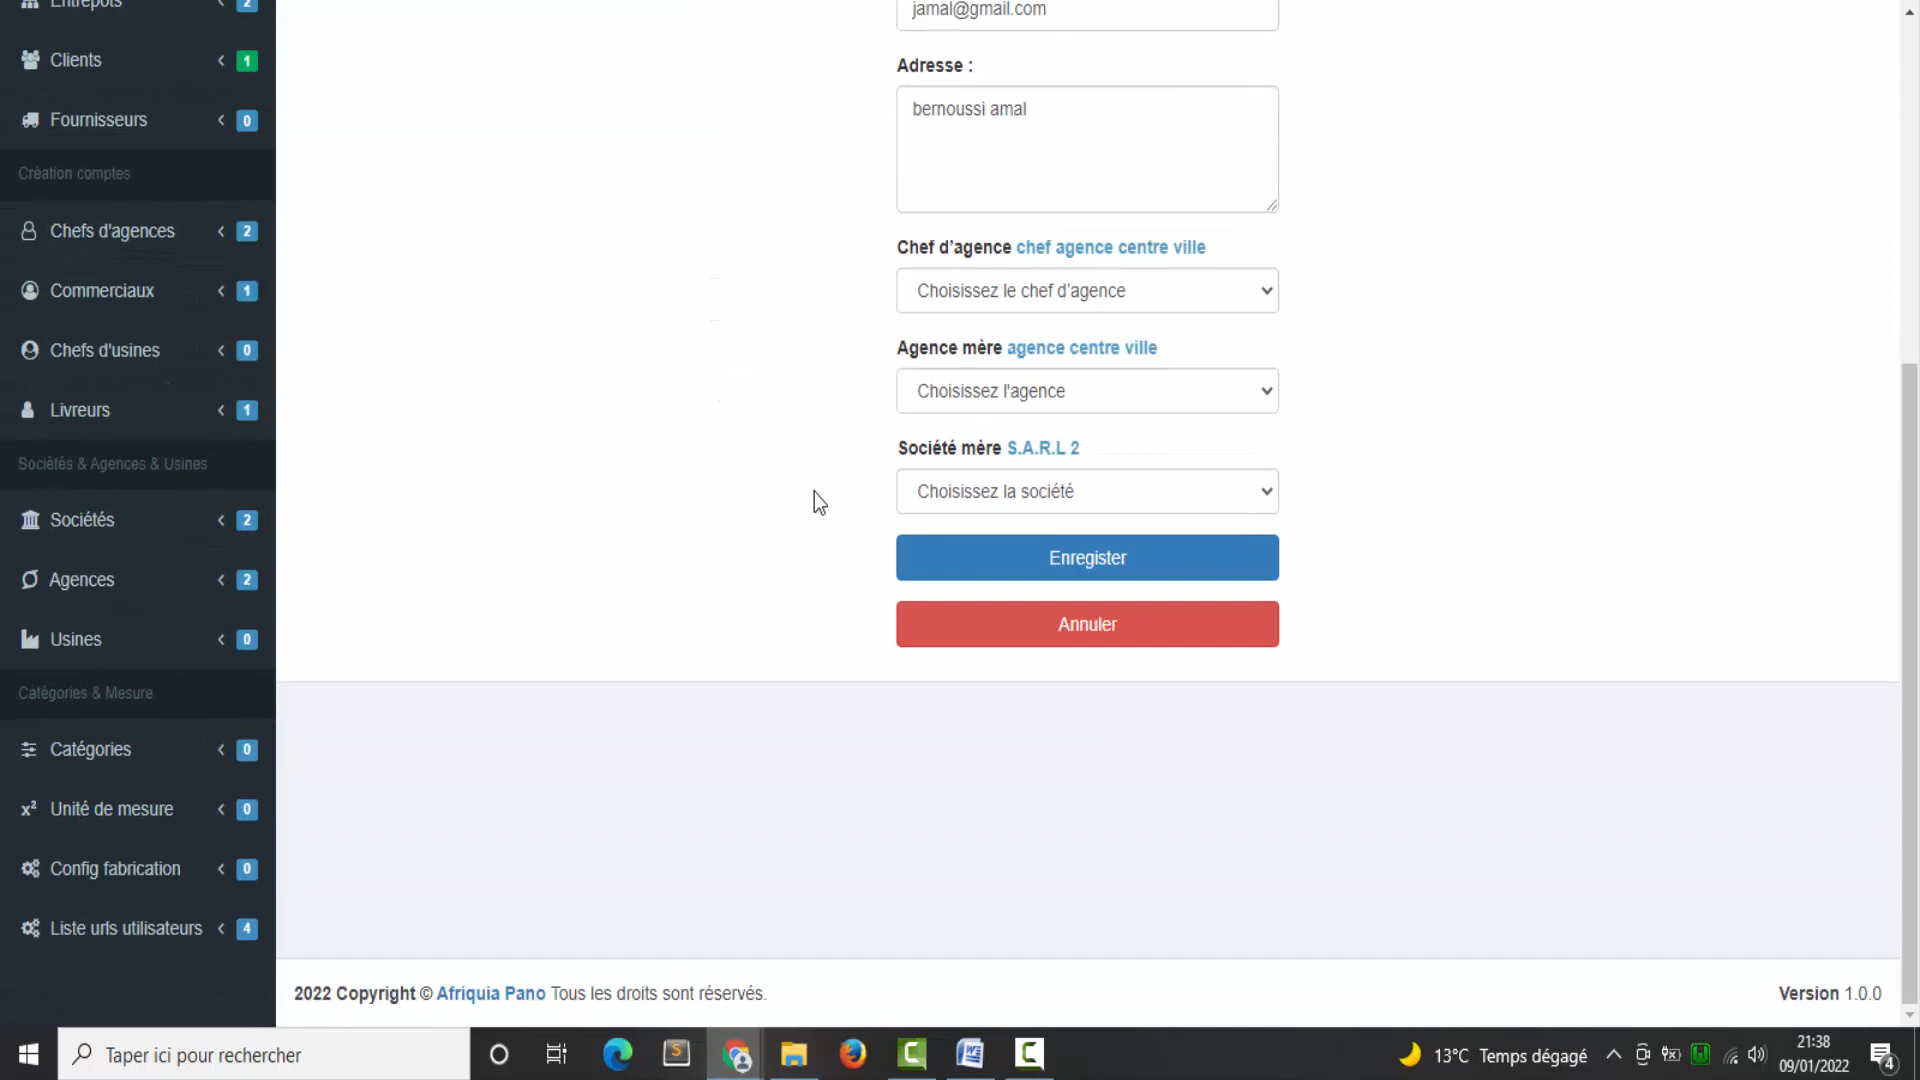 Entrepôts 2
Clients 1
Fournisseurs 0
Création comptes
Chefs d'agences 2
Commerciaux 1
Chefs d'usines 0
Livreurs 1
Sociétés & Agences & Usines
Sociétés 2
Agences 2
Usines 0
Catégories & Mesure
Catégories 0
x² Unité de mesure 0
Config fabrication 0
Liste urls utilisateurs 4
jamal@gmail.com
Adresse :
bernoussi amal
Chef d’agence chef agence centre ville
Choisissez le chef d’agence
Agence mère agence centre ville
Choisissez l'agence
Société mère S.A.R.L 2
Choisissez la société
Enregister
Annuler
2022 Copyright © Afriquia Pano Tous les droits sont réservés.
Version 1.0.0
Taper ici pour rechercher
13°C Temps dégagé
21:38
09/01/2022
4